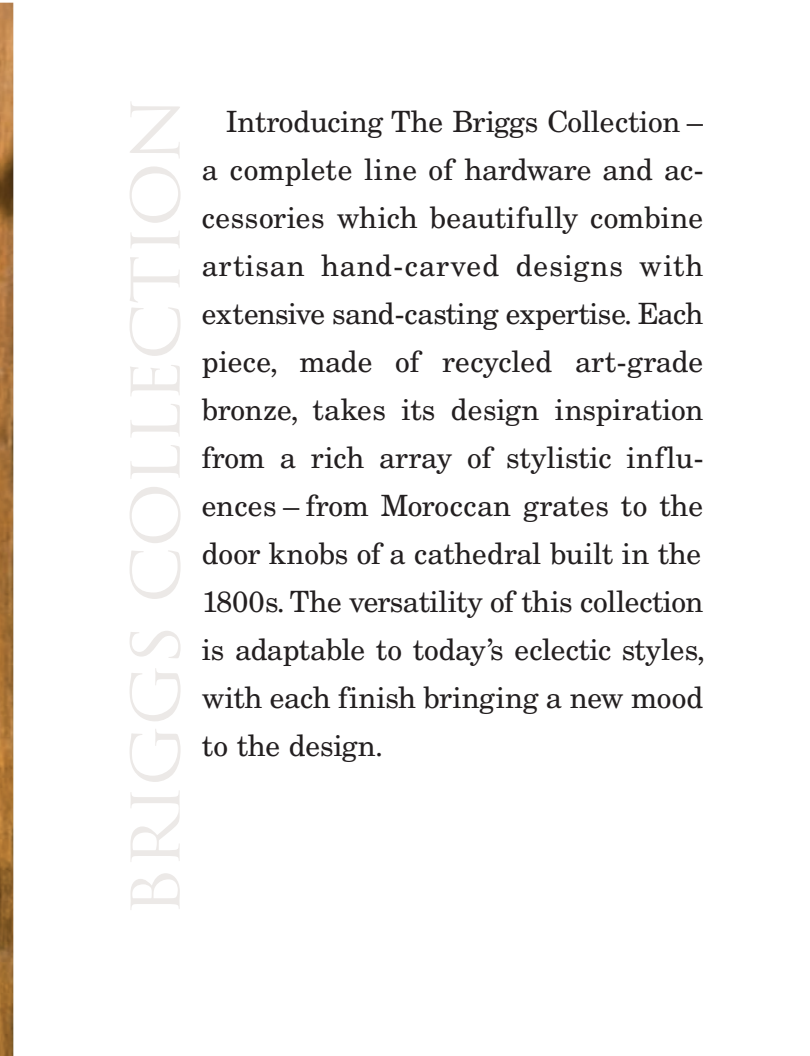 BRIGGS COLLECTION
Introducing The Briggs Collection –
a complete line of hardware and ac-
cessories which beautifully combine
artisan hand-carved designs with
extensive sand-casting expertise. Each
piece, made of recycled art-grade
bronze, takes its design inspiration
from a rich array of stylistic influ-
ences – from Moroccan grates to the
door knobs of a cathedral built in the
1800s. The versatility of this collection
is adaptable to today’s eclectic styles,
with each finish bringing a new mood
to the design.